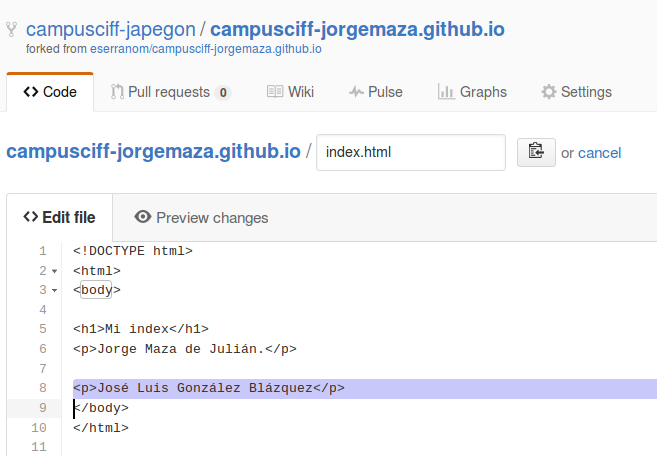 campusciff-japegon / campusciff-jorgemaza.github.io
forked from eserranom/campusciff-jorgemaza.github.io
<> Code Pull requests 0 Wiki Pulse Graphs Settings
campusciff-jorgemaza.github.io / index.html or cancel
<> Edit file Preview changes
1 <!DOCTYPE html>
2 <html>
3 <body>
4
5 <h1>Mi index</h1>
6 <p>Jorge Maza de Julián.</p>
7
8 <p>José Luis González Blázquez</p>
9 </body>
10 </html>
11